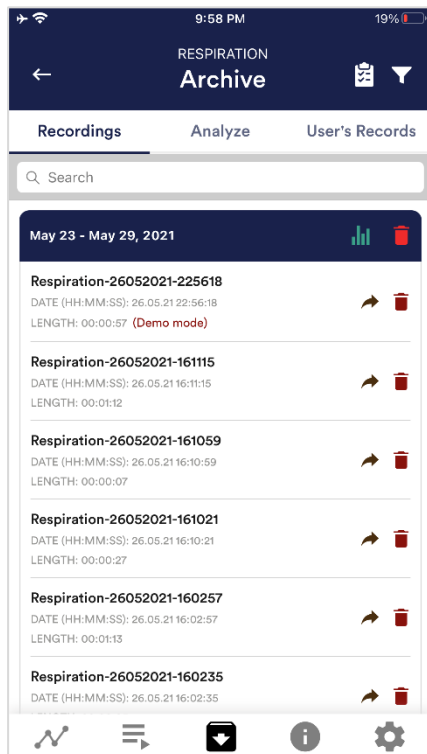 9:58 PM
19%
RESPIRATION
Archive
Recordings
Analyze
User's Records
Search
May 23 - May 29, 2021
Respiration-26052021-225618
DATE (HH:MM:SS): 26.05.21 22:56:18
LENGTH: 00:00:57 (Demo mode)
Respiration-26052021-161115
DATE (HH:MM:SS): 26.05.21 16:11:15
LENGTH: 00:01:12
Respiration-26052021-161059
DATE (HH:MM:SS): 26.05.21 16:10:59
LENGTH: 00:00:07
Respiration-26052021-161021
DATE (HH:MM:SS): 26.05.21 16:10:21
LENGTH: 00:00:27
Respiration-26052021-160257
DATE (HH:MM:SS): 26.05.21 16:02:57
LENGTH: 00:01:13
Respiration-26052021-160235
DATE (HH:MM:SS): 26.05.21 16:02:35